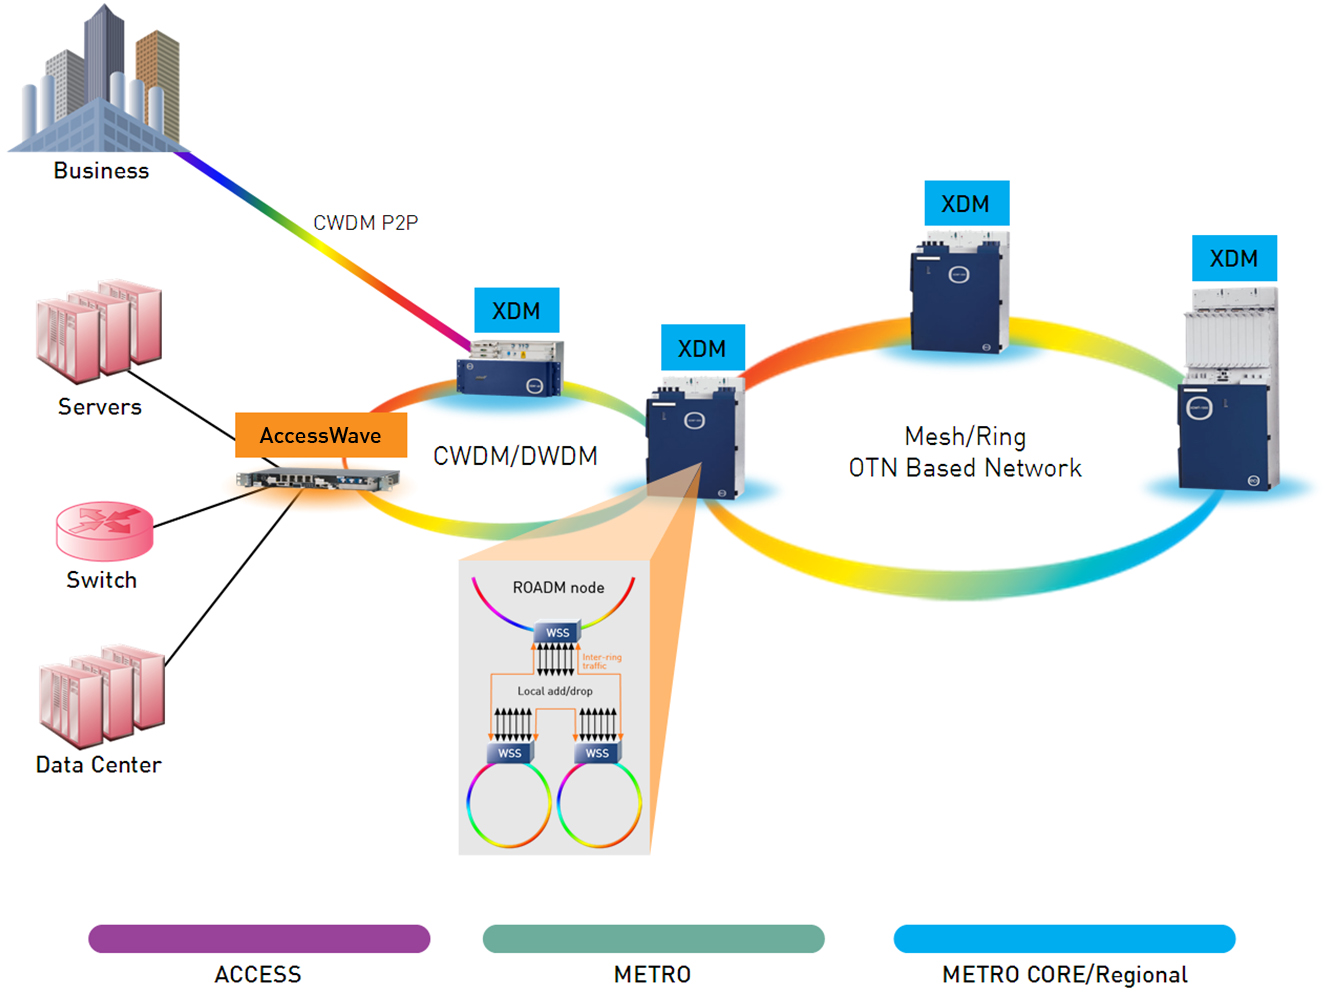 Business
CWDM P2P
XDM
XDM
XDM
XDM
Servers
AccessWave
CWDM/DWDM
Mesh/Ring
OTN Based Network
Switch
Data Center
ROADM node
WSS
Inter-ring
traffic
Local add/drop
WSS
WSS
ACCESS
METRO
METRO CORE/Regional